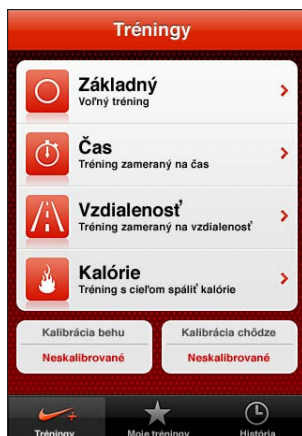 Tréningy
Základný
Voľný tréning
Čas
Tréning zameraný na čas
Vzdialenosť
Tréning zameraný na vzdialenosť
Kalórie
Tréning s cieľom spáliť kalórie
Kalibrácia behu
Kalibrácia chôdze
Neskalibrované
Neskalibrované
Tréningy
Moje tréningy
História